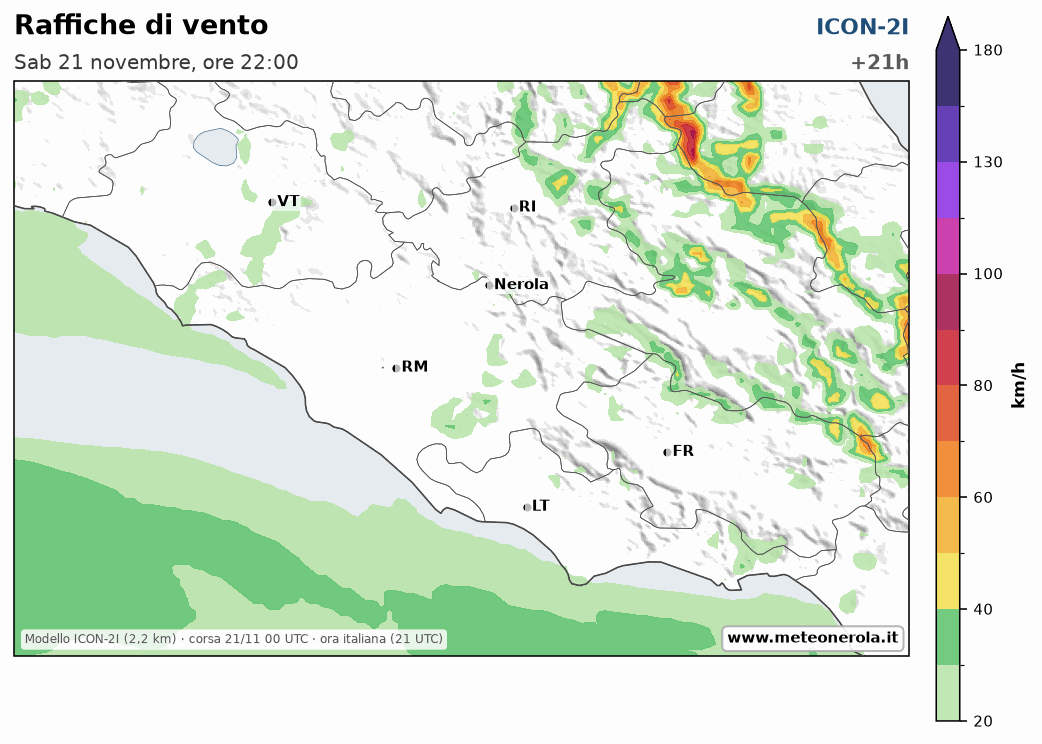 Raffiche di vento
ICON-2I
Sab 21 novembre, ore 22:00
+21h
VT
RI
Nerola
RM
FR
LT
Modello ICON-2I (2,2 km) · corsa 21/11 00 UTC · ora italiana (21 UTC)
www.meteonerola.it
180
130
100
80
60
40
20
km/h